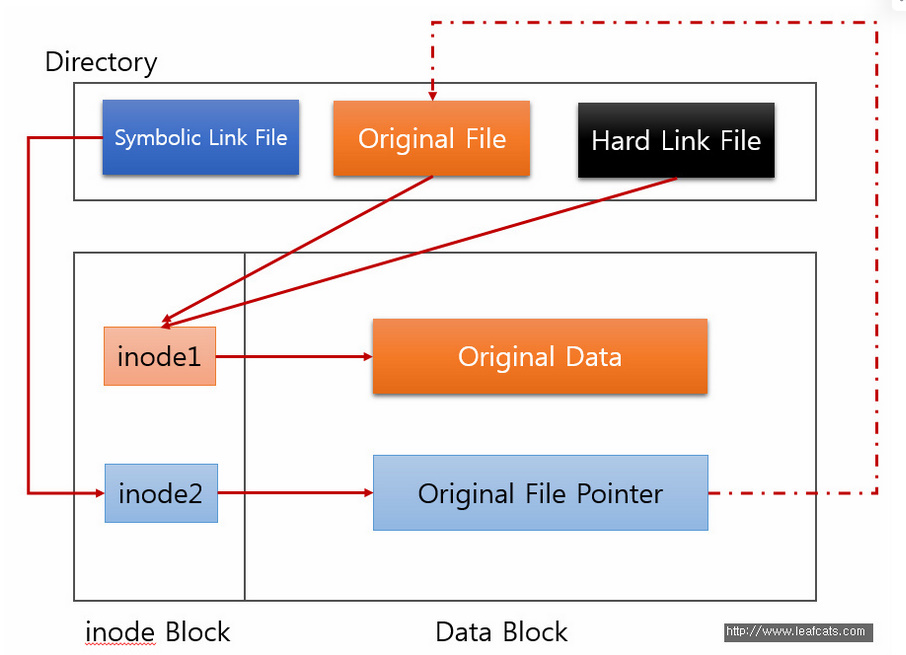 Directory
Symbolic Link File
Original File
Hard Link File
inode1
Original Data
inode2
Original File Pointer
inode Block
Data Block
http://www.leafcats.com